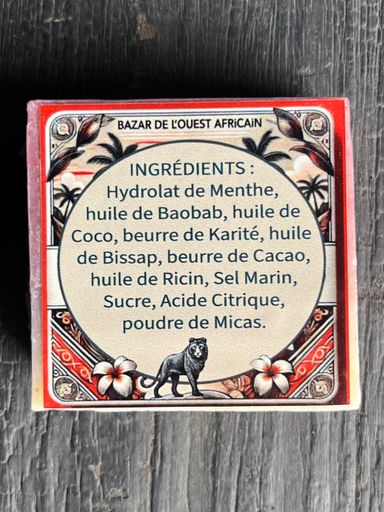 BAZAR DE L'OUEST AFRICAIN
INGRÉDIENTS :
Hydrolat de Menthe,
huile de Baobab, huile de
Coco, beurre de Karité, huile
de Bissap, beurre de Cacao,
huile de Ricin, Sel Marin,
Sucre, Acide Citrique,
poudre de Micas.